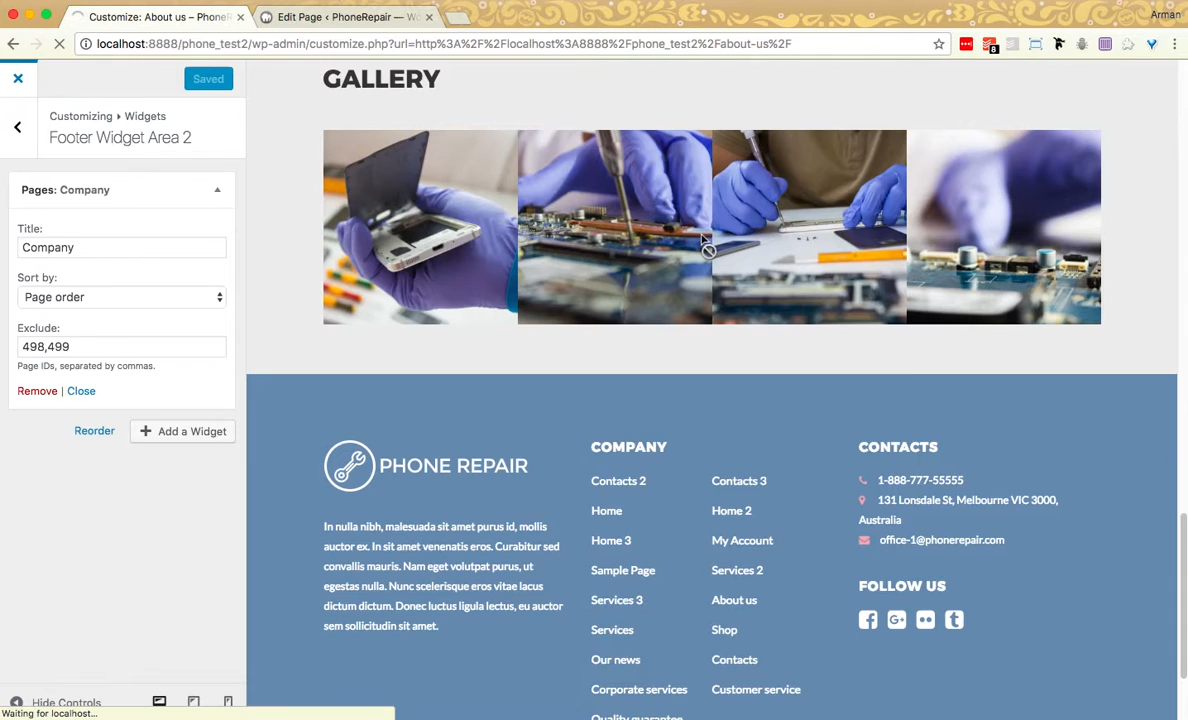 Customize: About us – PhoneR
Edit Page ‹ PhoneRepair — Wo
Arman
localhost:8888/phone_test2/wp-admin/customize.php?url=http%3A%2F%2Flocalhost%3A8888%2Fphone_test2%2Fabout-us%2F
8
Saved
Customizing ▸ Widgets
Footer Widget Area 2
Pages: Company
Title:
Company
Sort by:
Page order
Exclude:
498,499
Page IDs, separated by commas.
Remove | Close
Reorder
Add a Widget
Hide Controls
Waiting for localhost...
GALLERY
PHONE REPAIR
In nulla nibh, malesuada sit amet purus id, mollis
auctor ex. In sit amet venenatis eros. Curabitur sed
convallis mauris. Nam eget volutpat purus, ut
egestas nulla. Nunc scelerisque eros vitae lacus
dictum dictum. Donec luctus ligula lectus, eu auctor
sem sollicitudin sit amet.
COMPANY
Contacts 2
Contacts 3
Home
Home 2
Home 3
My Account
Sample Page
Services 2
Services 3
About us
Services
Shop
Our news
Contacts
Corporate services
Customer service
Quality guarantee
CONTACTS
1-888-777-55555
131 Lonsdale St, Melbourne VIC 3000,
Australia
office-1@phonerepair.com
FOLLOW US